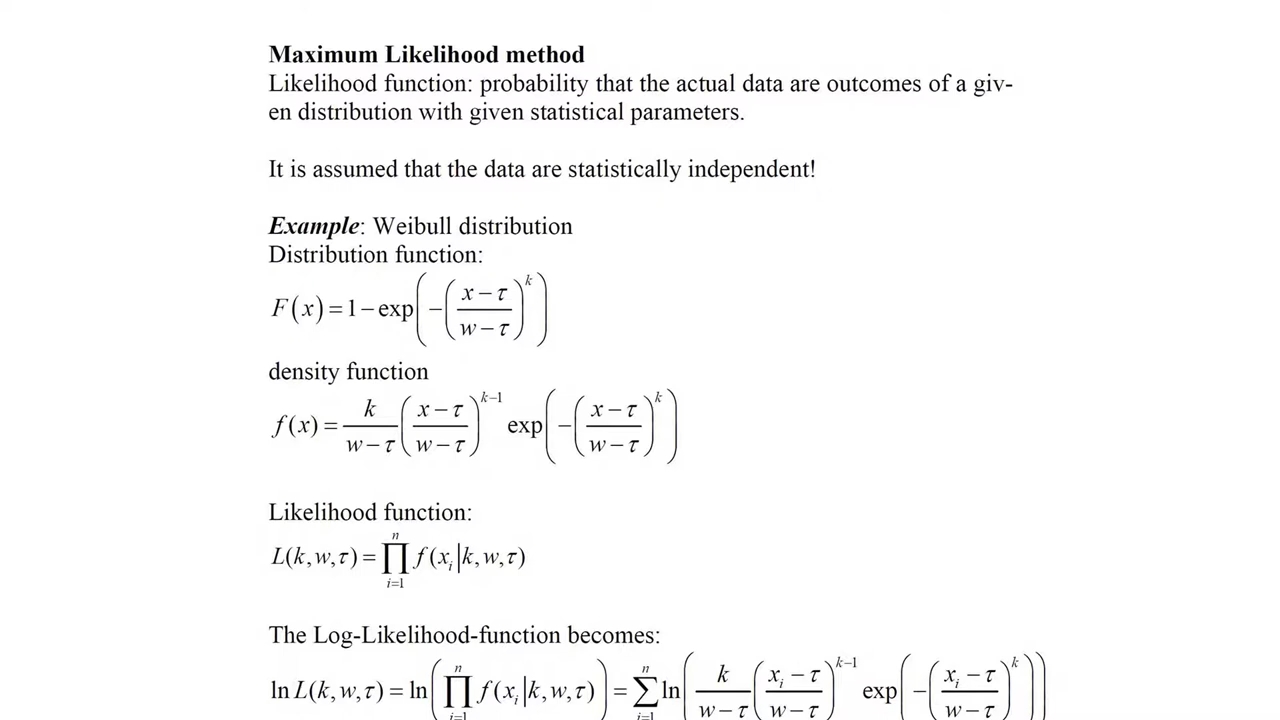 Maximum Likelihood method
Likelihood function: probability that the actual data are outcomes of a giv-
en distribution with given statistical parameters.
It is assumed that the data are statistically independent!
Example: Weibull distribution
Distribution function:
F(x) = 1 − exp(−((x − τ)/(w − τ))^k)
density function
f(x) = k/(w − τ) ((x − τ)/(w − τ))^(k−1) exp(−((x − τ)/(w − τ))^k)
Likelihood function:
L(k, w, τ) = ∏_{i=1}^{n} f(x_i|k, w, τ)
The Log-Likelihood-function becomes:
ln L(k, w, τ) = ln(∏_{i=1}^{n} f(x_i|k, w, τ)) = ∑_{i=1}^{n} ln(k/(w − τ) ((x_i − τ)/(w − τ))^(k−1) exp(−((x_i − τ)/(w − τ))^k))